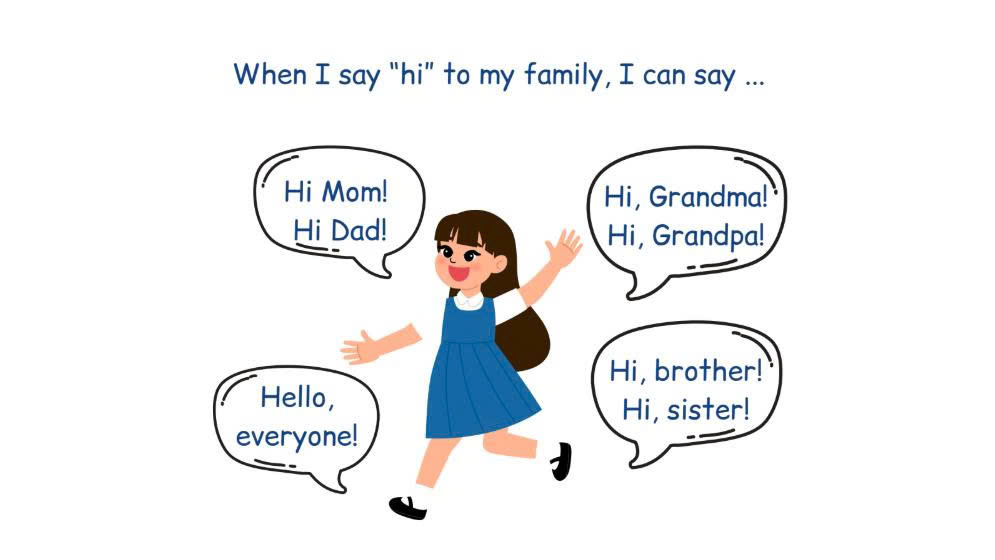 When I say “hi” to my family, I can say ...
Hi Mom!
Hi Dad!
Hi, Grandma!
Hi, Grandpa!
Hello,
everyone!
Hi, brother!
Hi, sister!